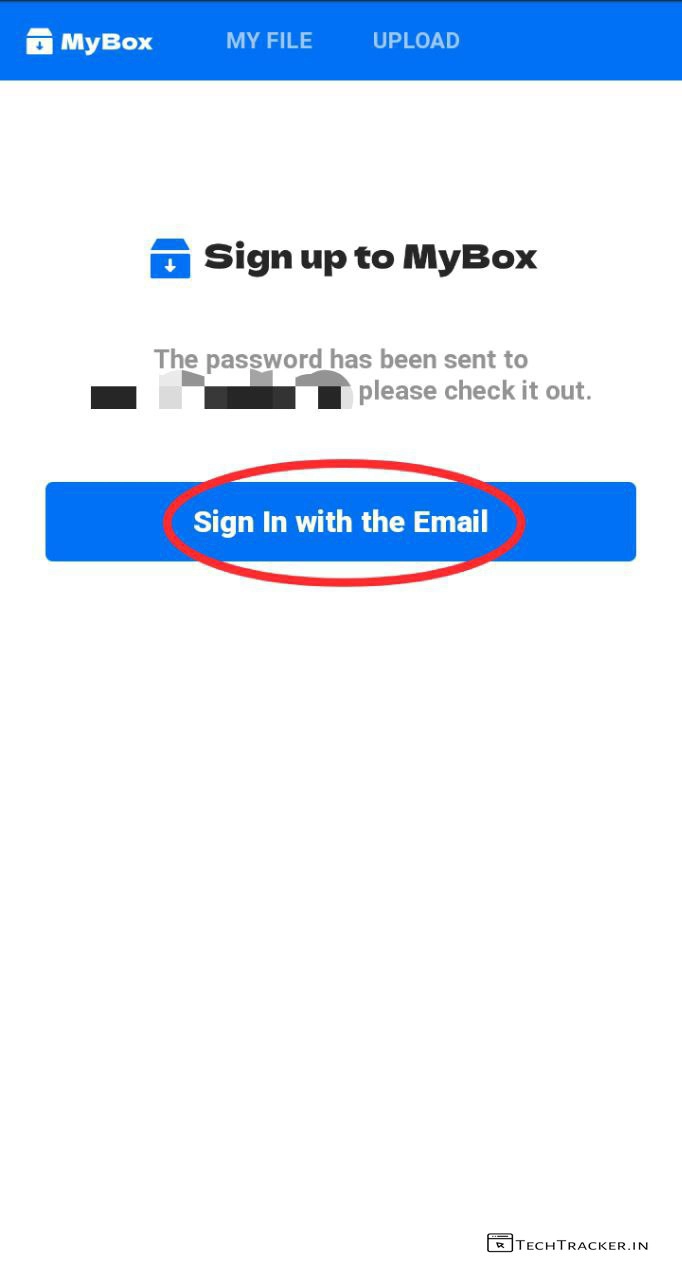 MyBox MY FILE UPLOAD
Sign up to MyBox
The password has been sent to
please check it out.
Sign In with the Email
TECHTRACKER.IN